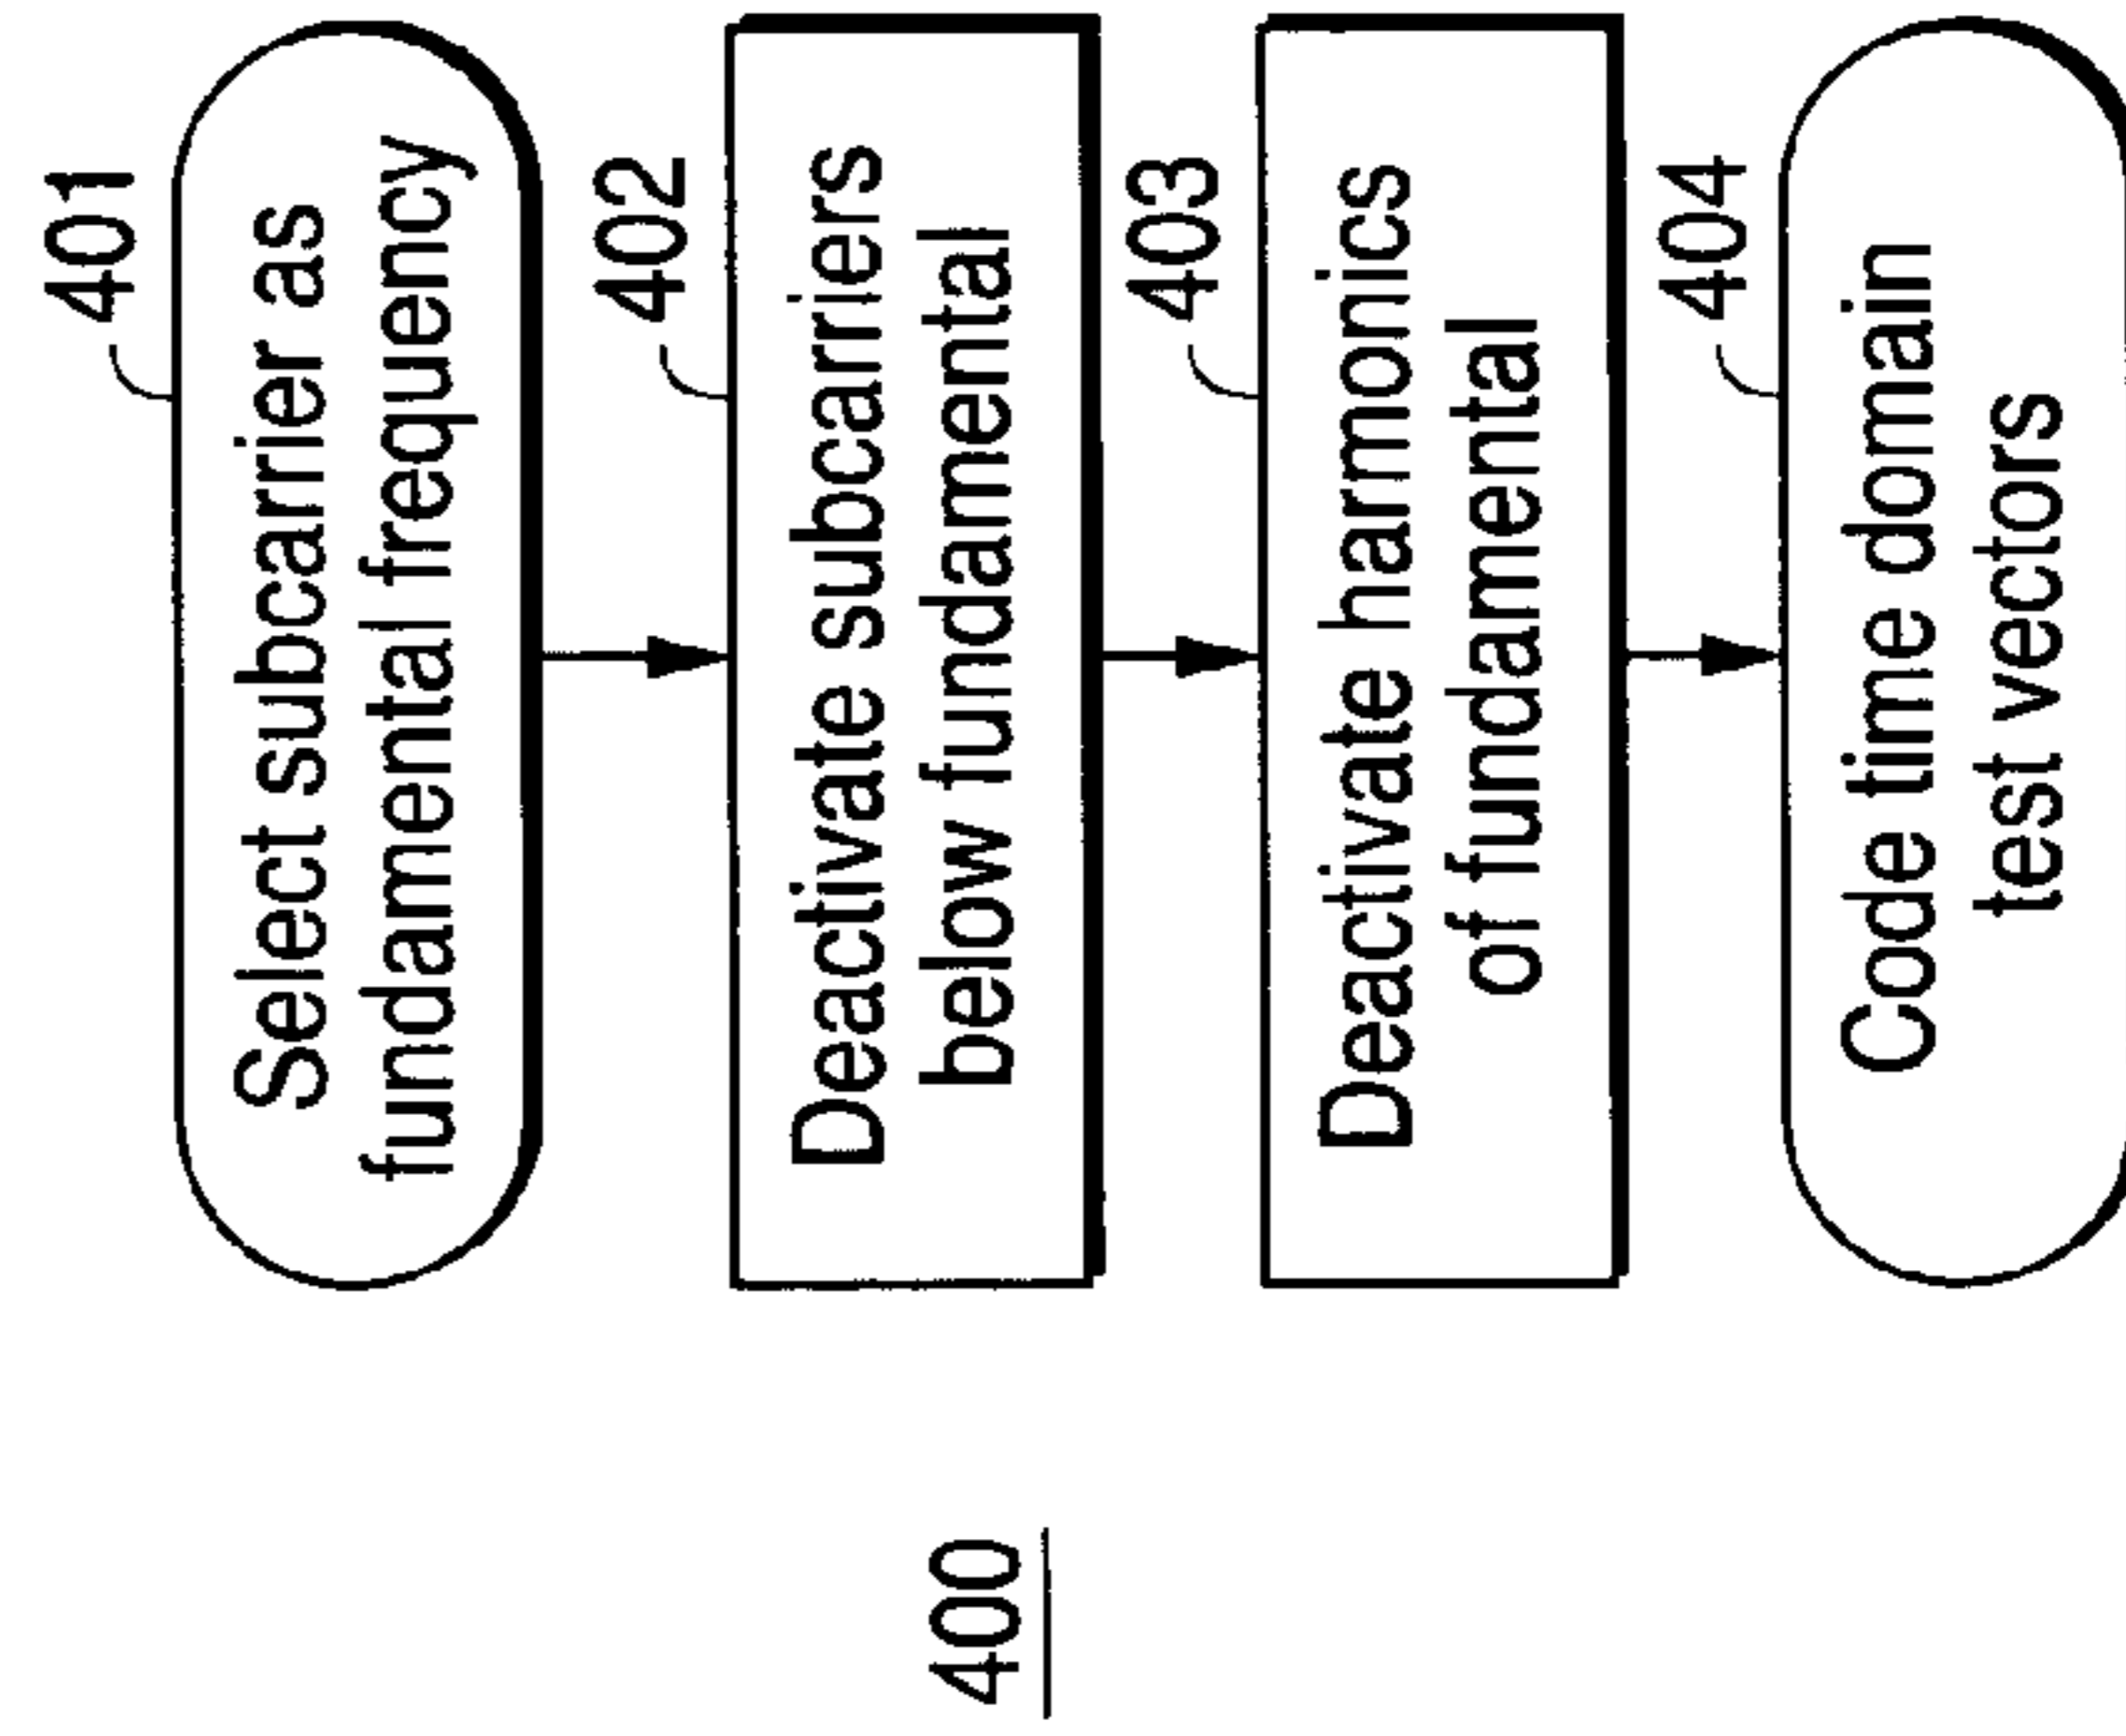 401
Select subcarrier as
fundamental frequency
402
Deactivate subcarriers
below fundamental
403
Deactivate harmonics
of fundamental
404
Code time domain
test vectors
400